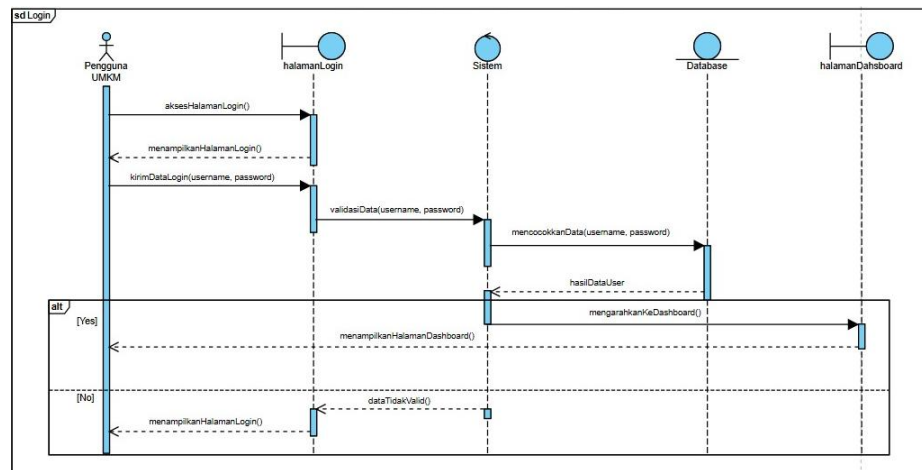 sd Login
Pengguna
UMKM
halamanLogin
Sistem
Database
halamanDahsboard
aksesHalamanLogin()
menampilkanHalamanLogin()
kirimDataLogin(username, password)
validasiData(username, password)
mencocokkanData(username, password)
hasilDataUser
alt
[Yes]
mengarahkanKeDashboard()
menampilkanHalamanDashboard()
[No]
dataTidakValid()
menampilkanHalamanLogin()